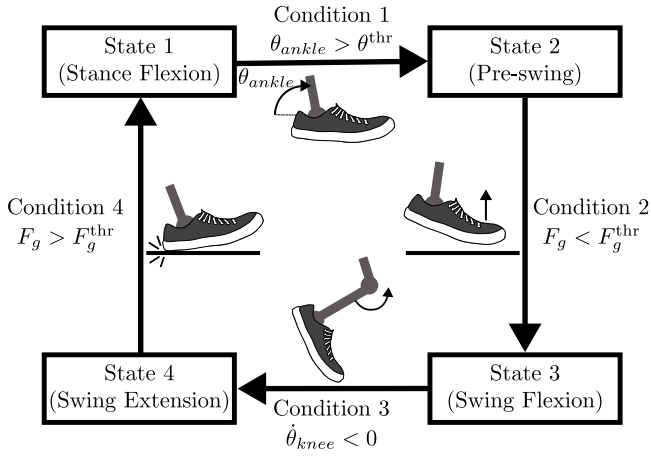 State 1
(Stance Flexion)
Condition 1
θ_ankle > θ^thr
θ_ankle
State 2
(Pre-swing)
Condition 4
F_g > F_g^thr
Condition 2
F_g < F_g^thr
State 4
(Swing Extension)
Condition 3
θ̇_knee < 0
State 3
(Swing Flexion)